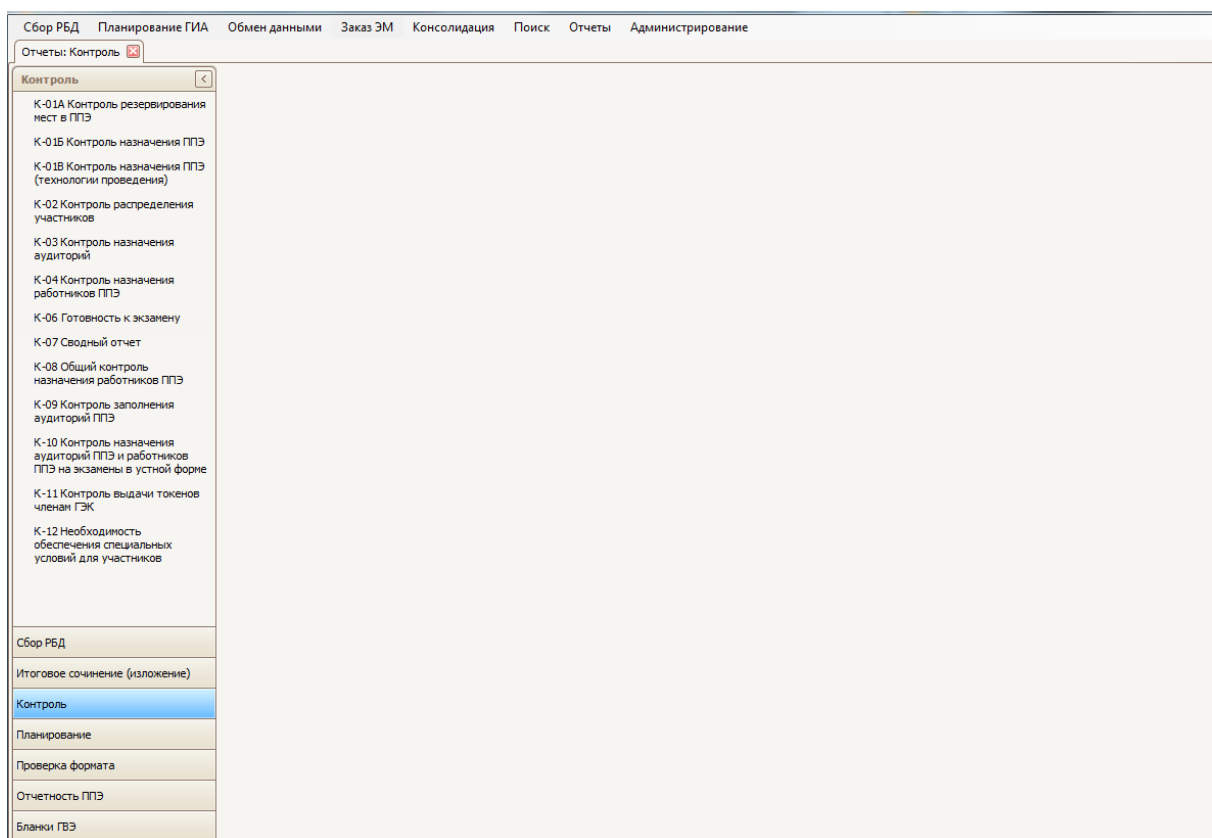 Сбор РБД Планирование ГИА Обмен данными Заказ ЭМ Консолидация Поиск Отчеты Администрирование
Отчеты: Контроль
Контроль
К-01А Контроль резервирования
мест в ППЭ
К-01Б Контроль назначения ППЭ
К-01В Контроль назначения ППЭ
(технологии проведения)
К-02 Контроль распределения
участников
К-03 Контроль назначения
аудиторий
К-04 Контроль назначения
работников ППЭ
К-06 Готовность к экзамену
К-07 Сводный отчет
К-08 Общий контроль
назначения работников ППЭ
К-09 Контроль заполнения
аудиторий ППЭ
К-10 Контроль назначения
аудиторий ППЭ и работников
ППЭ на экзамены в устной форме
К-11 Контроль выдачи токенов
членам ГЭК
К-12 Необходимость
обеспечения специальных
условий для участников
Сбор РБД
Итоговое сочинение (изложение)
Контроль
Планирование
Проверка формата
Отчетность ППЭ
Бланки ГВЭ